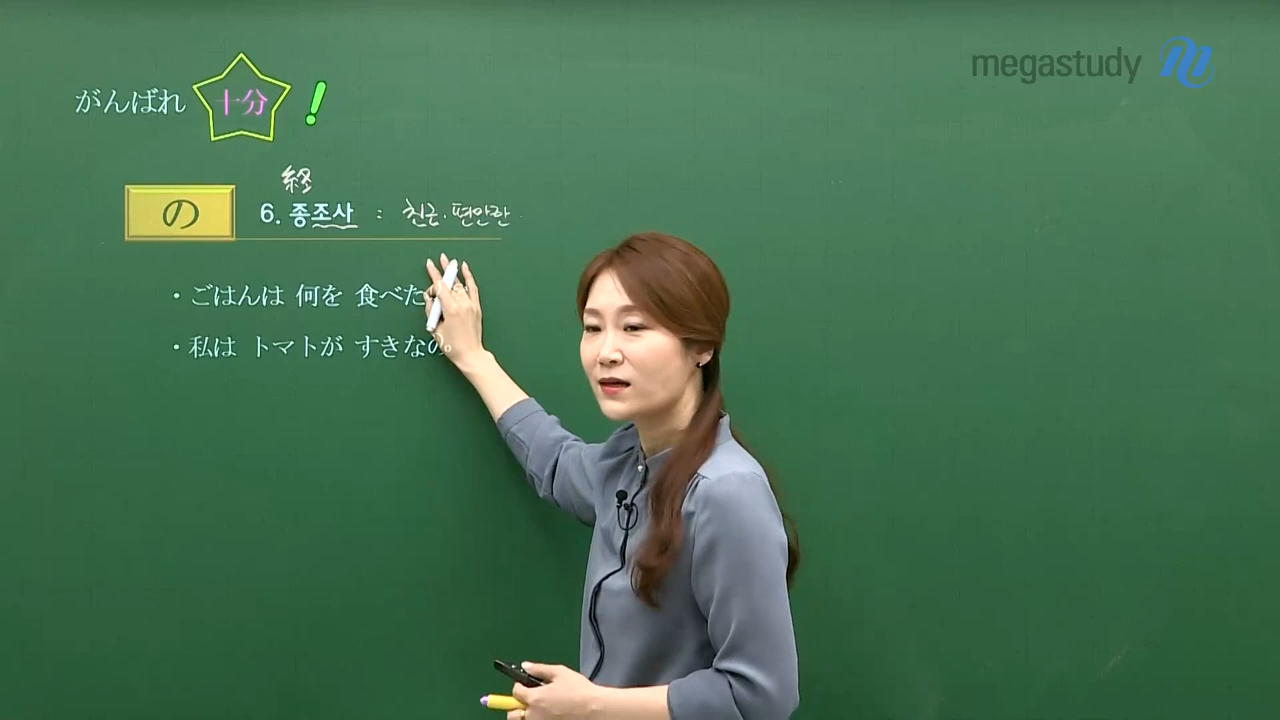 megastudy
がんばれ 十分 !
経
の 6. 종조사 : 친근·편안한
・ごはんは 何を 食べた
・私は トマトが すきなの。